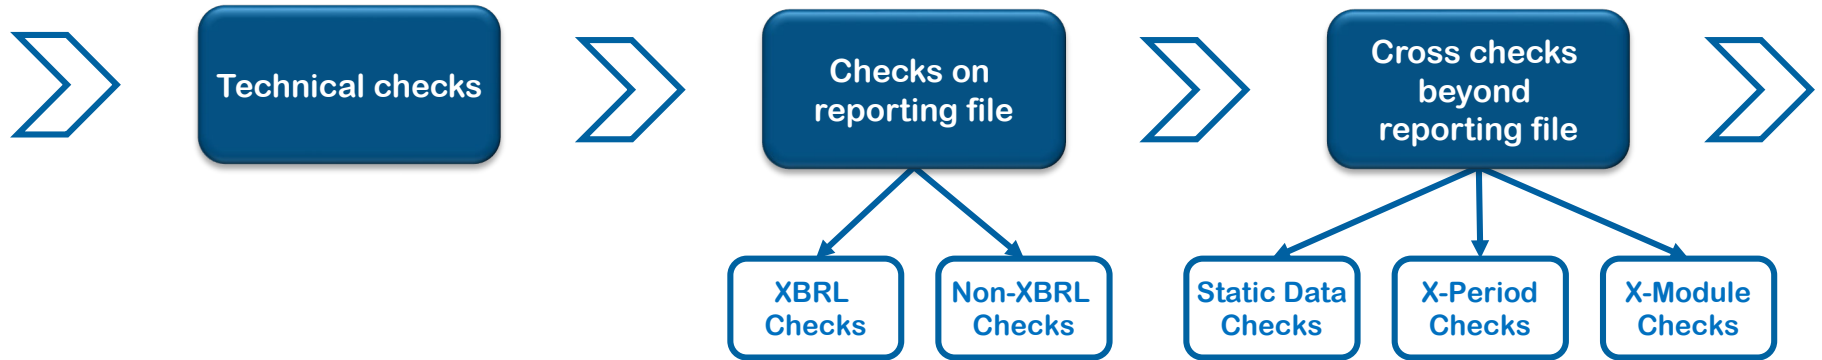 Technical checks
Checks on
reporting file
Cross checks
beyond
reporting file
XBRL
Checks
Non-XBRL
Checks
Static Data
Checks
X-Period
Checks
X-Module
Checks